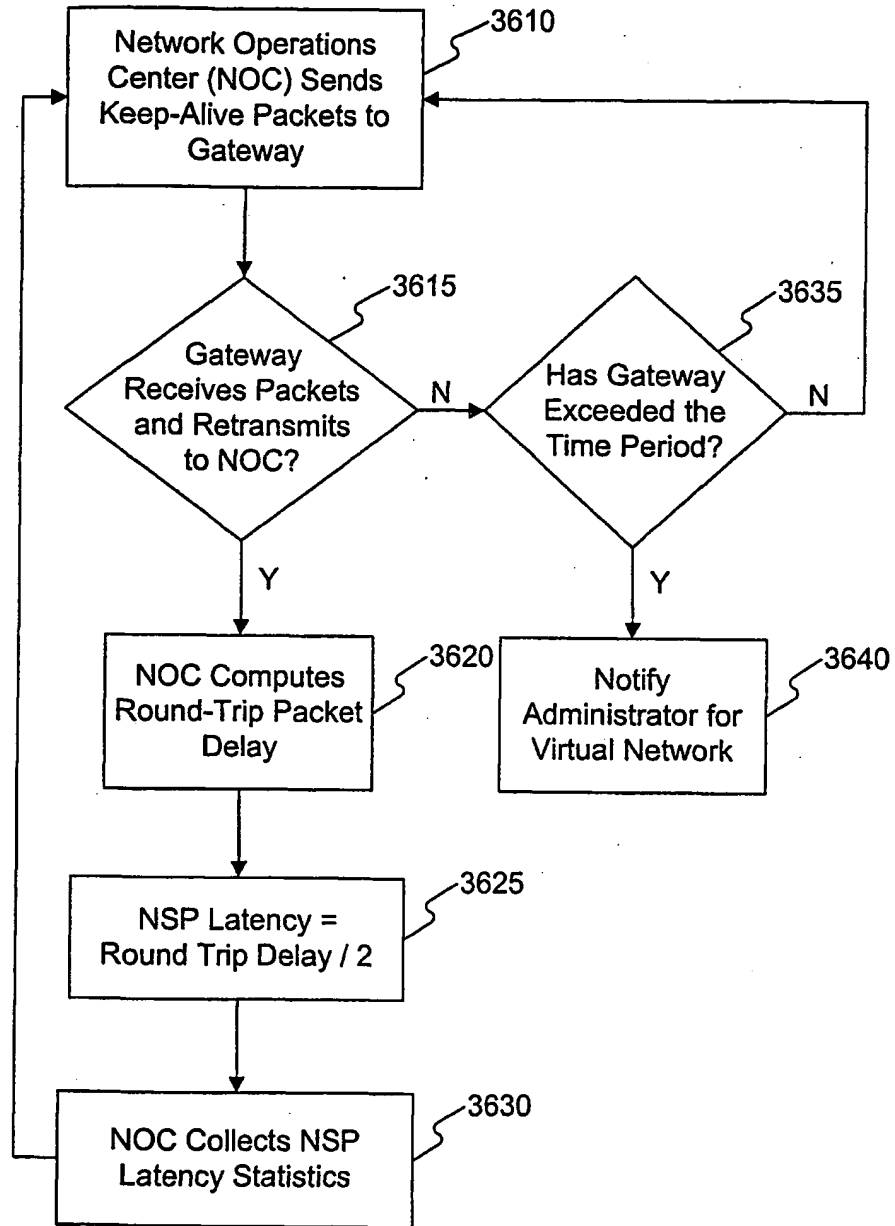 Network Operations
Center (NOC) Sends
Keep-Alive Packets to
Gateway
3610
Gateway
Receives Packets
and Retransmits
to NOC?
3615
N
Y
Has Gateway
Exceeded the
Time Period?
3635
N
Y
NOC Computes
Round-Trip Packet
Delay
3620
Notify
Administrator for
Virtual Network
3640
NSP Latency =
Round Trip Delay / 2
3625
NOC Collects NSP
Latency Statistics
3630